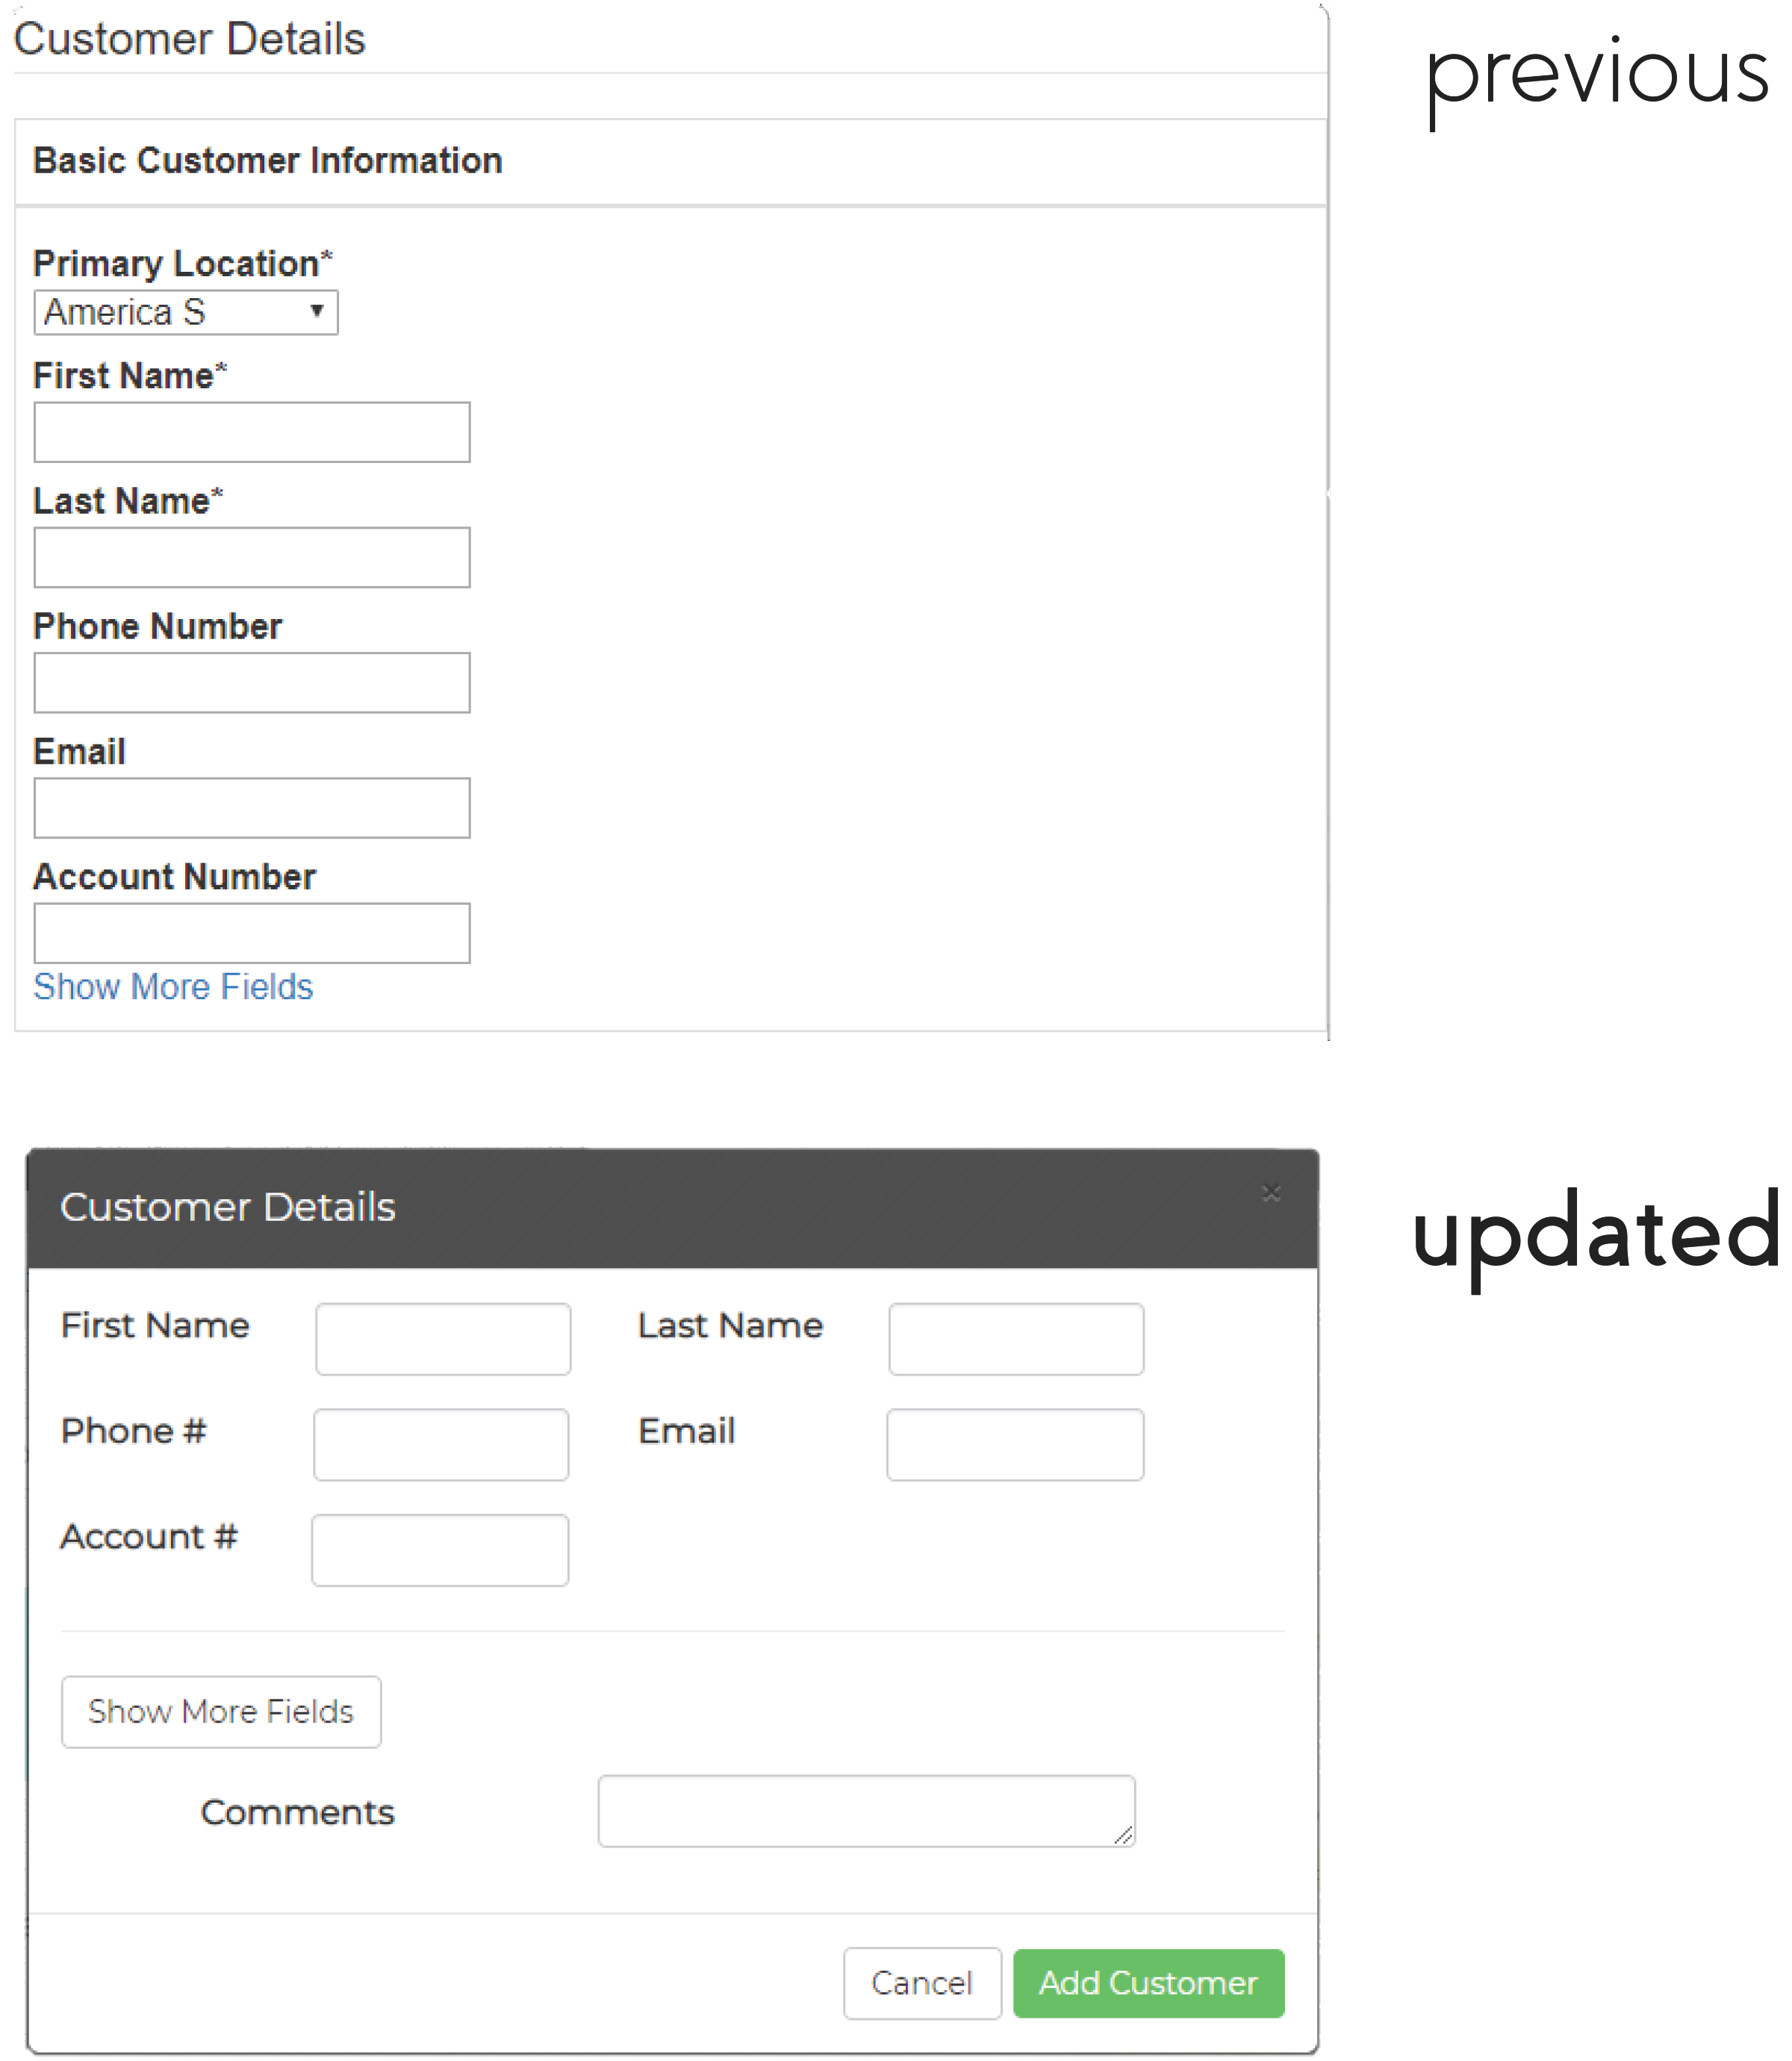 Customer Details
previous
Basic Customer Information
Primary Location*
America S
First Name*
Last Name*
Phone Number
Email
Account Number
Show More Fields
Customer Details ×
updated
First Name Last Name
Phone # Email
Account #
Show More Fields
Comments
Cancel Add Customer